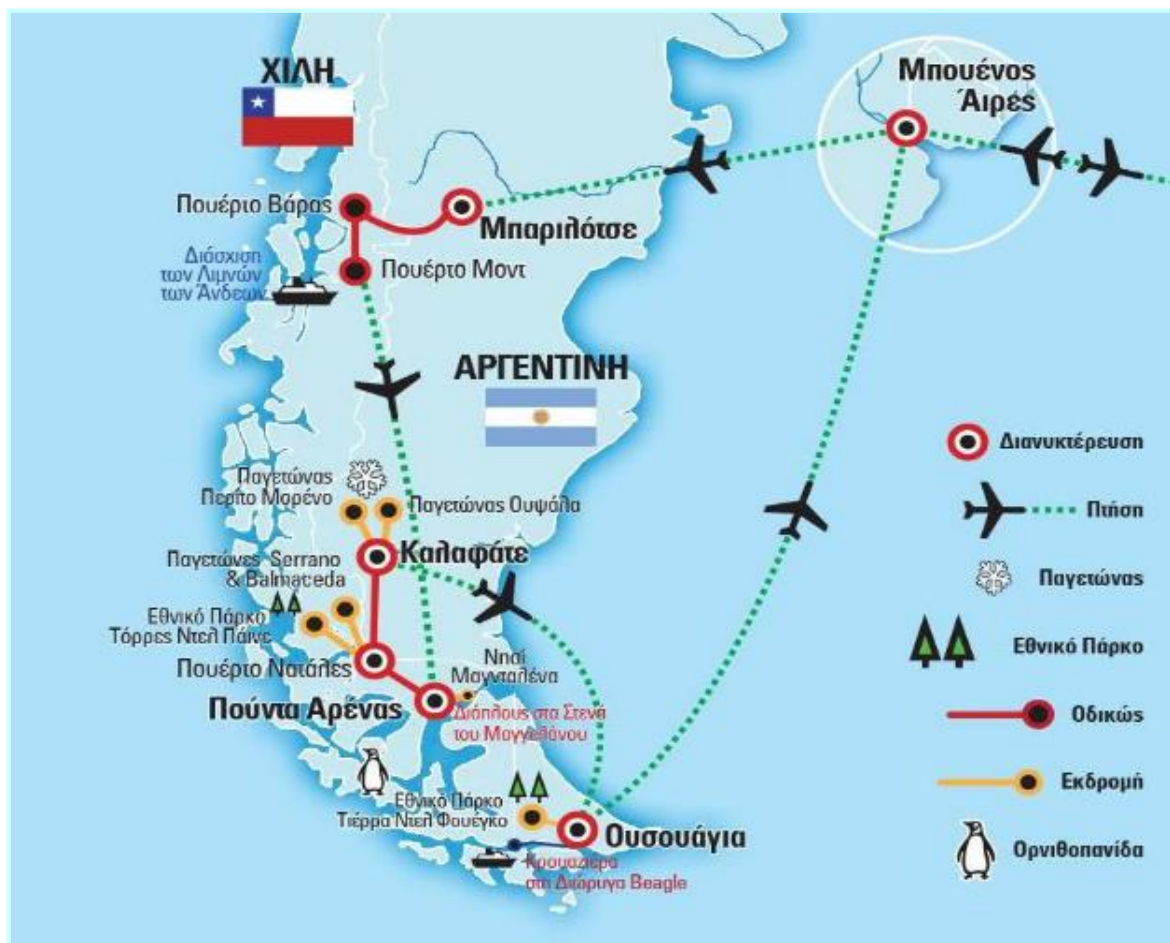 ΧΙΛΗ
Μπουένος
Άιρες
Πουέρτο Βάρας
Μπαριλότσε
Διάσχιση
των Λιμνών
των Άνδεων
Πουέρτο Μοντ
ΑΡΓΕΝΤΙΝΗ
Παγετώνας
Περίτο Μορένο
Παγετώνας Ουψάλα
Καλαφάτε
Παγετώνες Serrano
& Balmaceda
Εθνικό Πάρκο
Τόρρες Ντελ Πάινε
Πουέρτο Νατάλες
Νησί
Μαγνταλένα
Πούντα Αρένας
Διάπλους στα Στενά
του Μαγγελάνου
Εθνικό Πάρκο
Τιέρρα Ντελ Φουέγκο
Ουσουάγια
Κρουαζιέρα
στη Διώρυγα Beagle
Διανυκτέρευση
Πτήση
Παγετώνας
Εθνικό Πάρκο
Οδικώς
Εκδρομή
Ορνιθοπανίδα